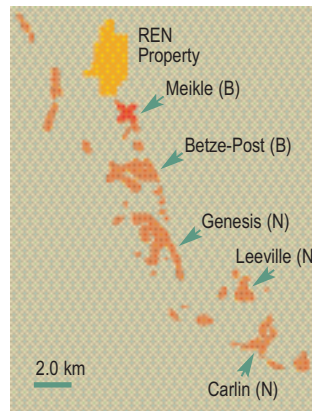 REN
Property
Meikle (B)
Betze-Post (B)
Genesis (N)
Leeville (N
Carlin (N)
2.0 km